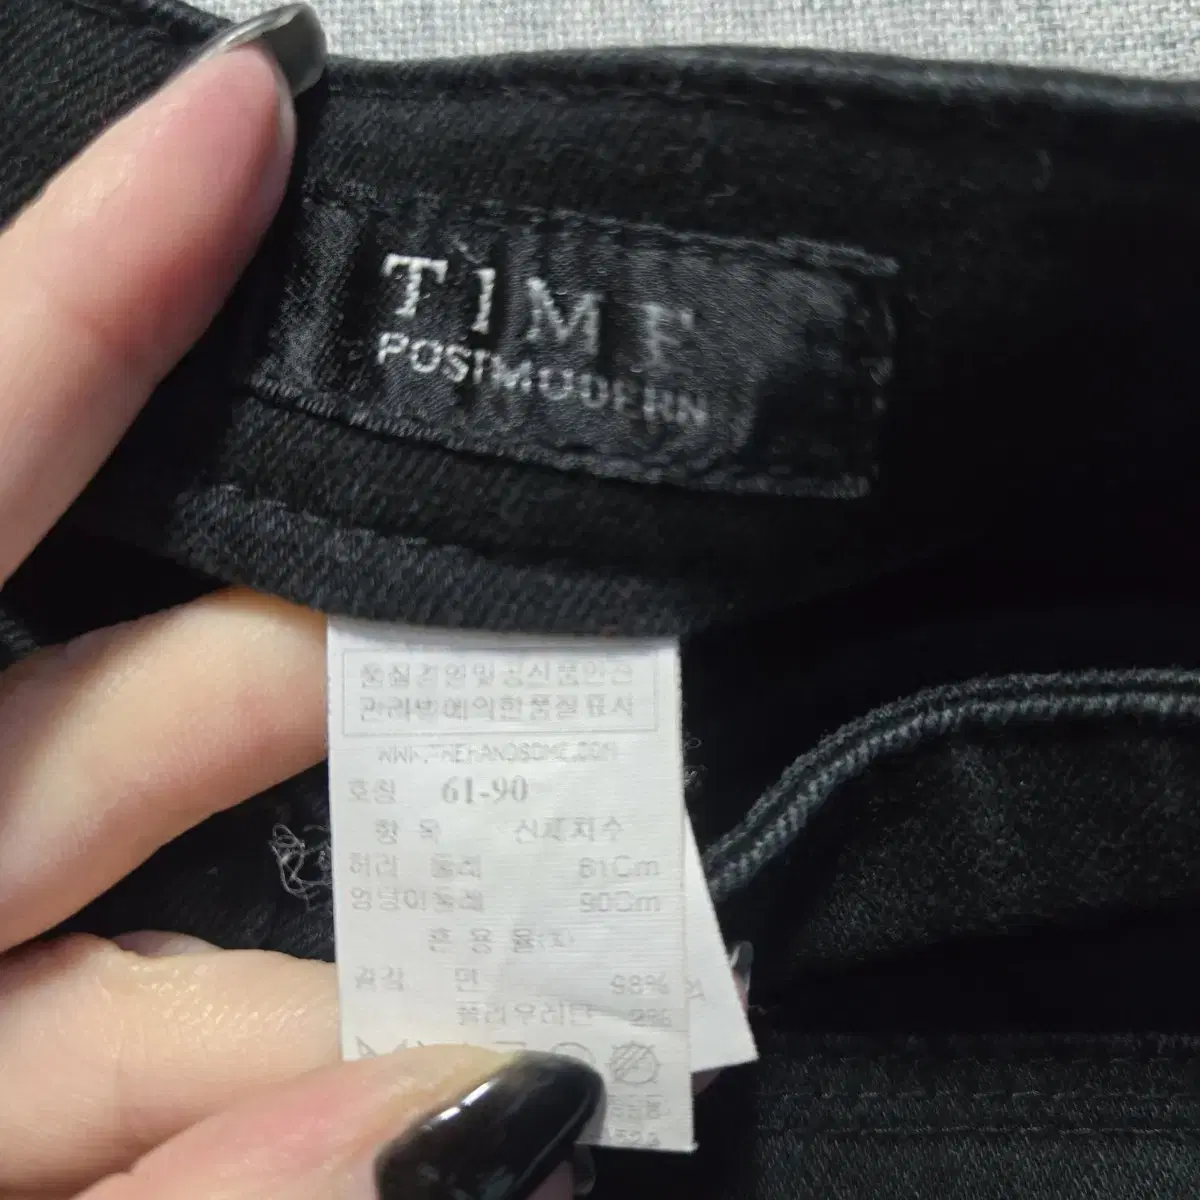 TIME
POSTMODERN
품질경영및공산품안전
관리법에의한품질표시
WWW.THEHANDSOME.COM
호칭 61-90
항 목 신체치수
허리 둘레 61Cm
엉덩이둘레 90Cm
혼 용 율(%)
겉감 면 98%
폴리우레탄 2%